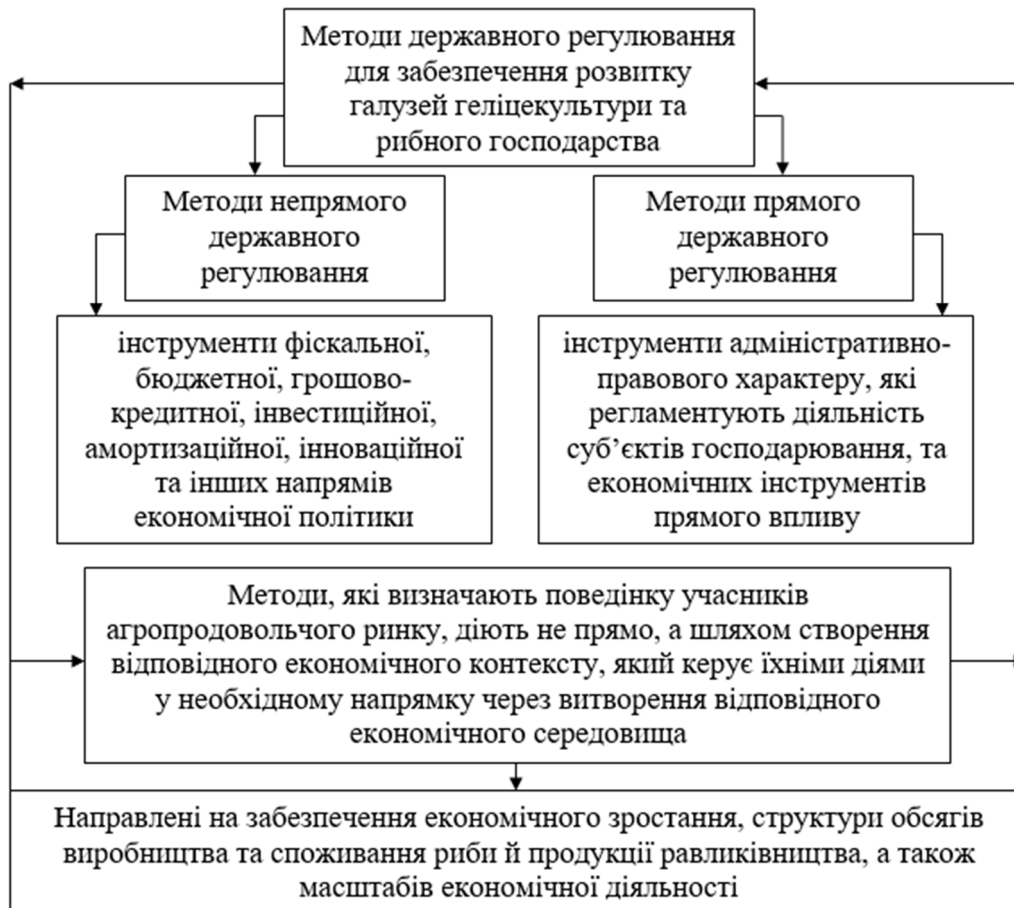 Методи державного регулювання
для забезпечення розвитку
галузей геліцекультури та
рибного господарства
Методи непрямого
державного
регулювання
Методи прямого
державного
регулювання
інструменти фіскальної,
бюджетної, грошово-
кредитної, інвестиційної,
амортизаційної, інноваційної
та інших напрямів
економічної політики
інструменти адміністративно-
правового характеру, які
регламентують діяльність
суб’єктів господарювання, та
економічних інструментів
прямого впливу
Методи, які визначають поведінку учасників
агропродовольчого ринку, діють не прямо, а шляхом створення
відповідного економічного контексту, який керує їхніми діями
у необхідному напрямку через витворення відповідного
економічного середовища
Направлені на забезпечення економічного зростання, структури обсягів
виробництва та споживання риби й продукції равликівництва, а також
масштабів економічної діяльності